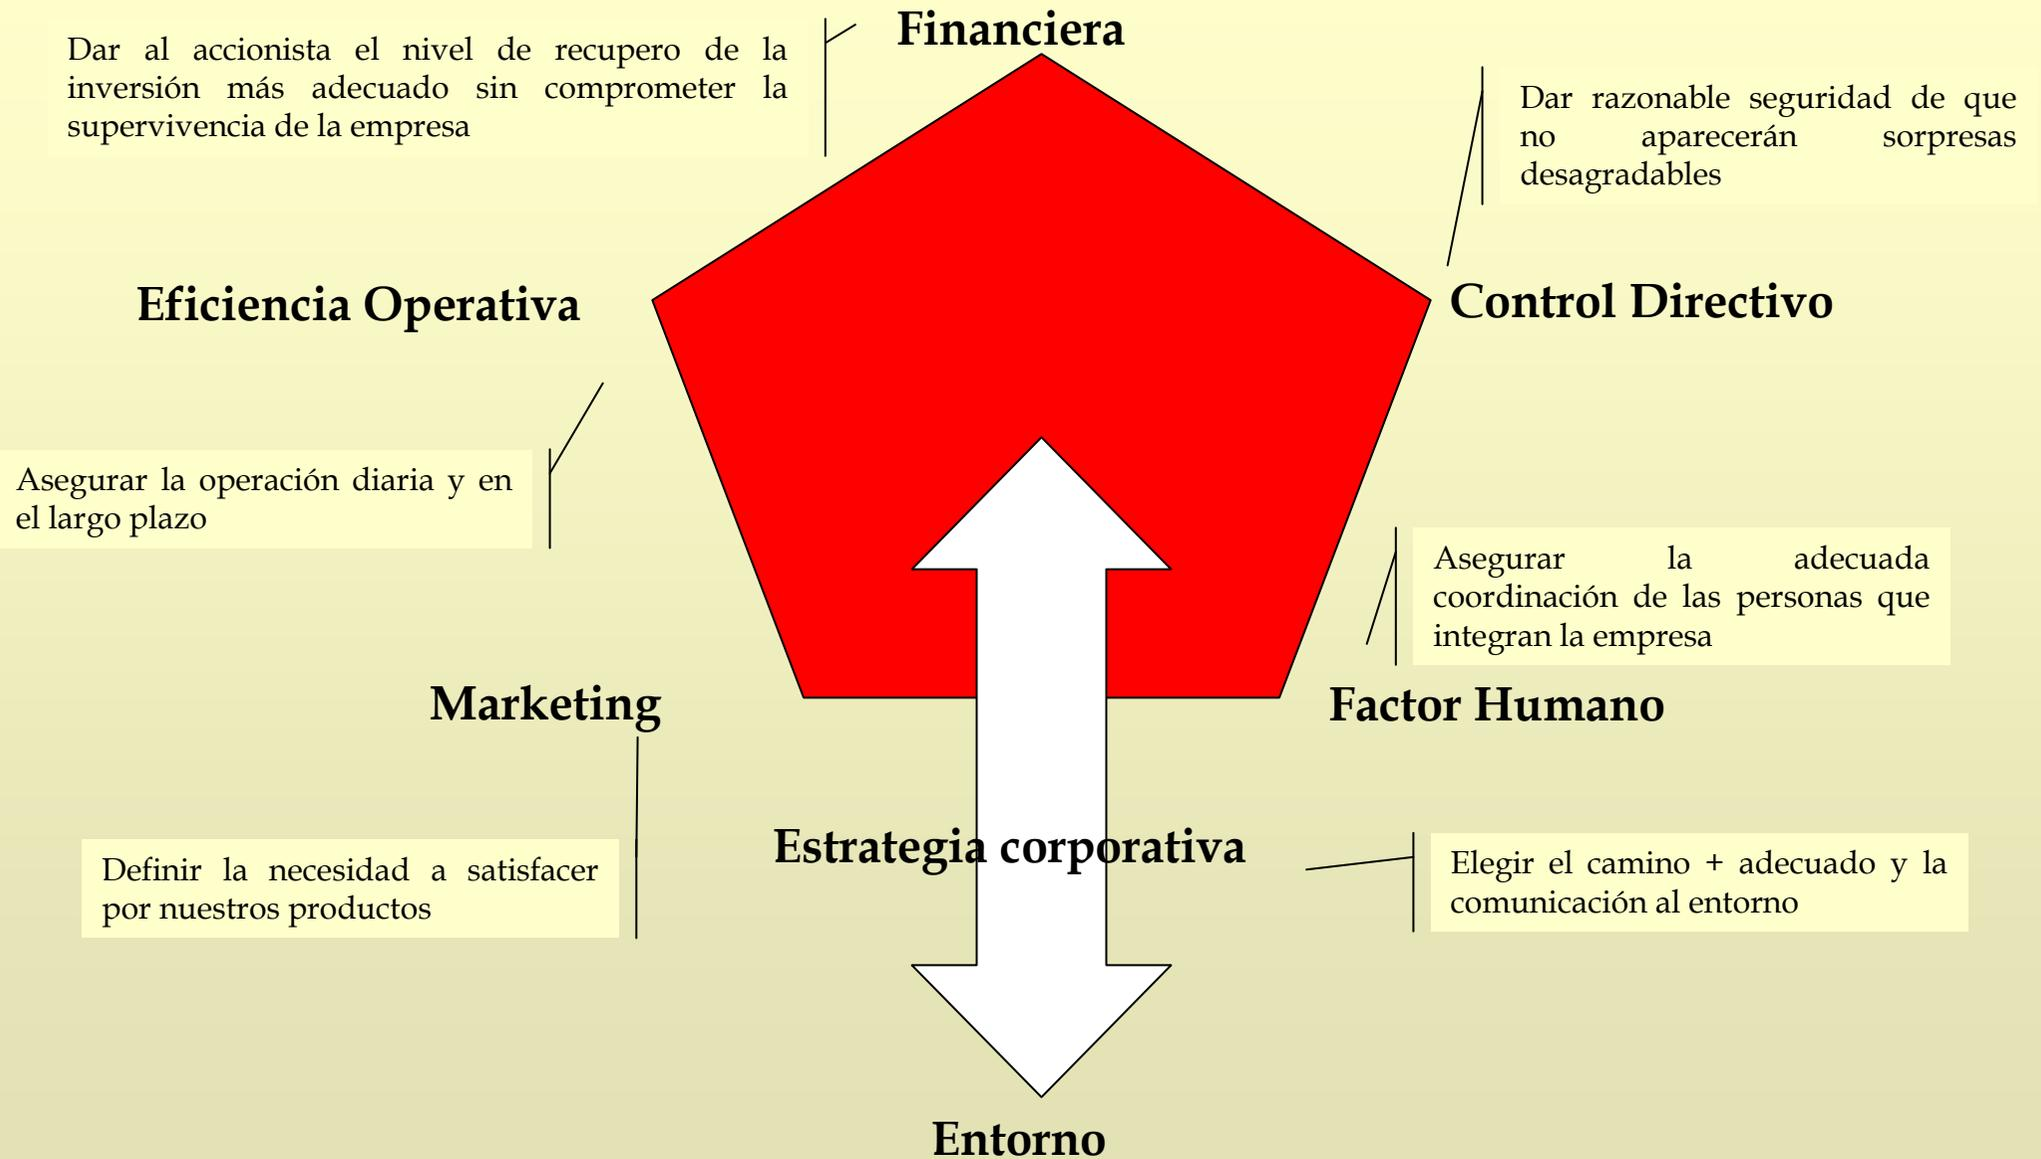 Financiera
Dar al accionista el nivel de recupero de la
inversión más adecuado sin comprometer la
supervivencia de la empresa
Dar razonable seguridad de que
no aparecerán sorpresas
desagradables
Eficiencia Operativa
Control Directivo
Asegurar la operación diaria y en
el largo plazo
Asegurar la adecuada
coordinación de las personas que
integran la empresa
Marketing
Factor Humano
Estrategia corporativa
Definir la necesidad a satisfacer
por nuestros productos
Elegir el camino + adecuado y la
comunicación al entorno
Entorno